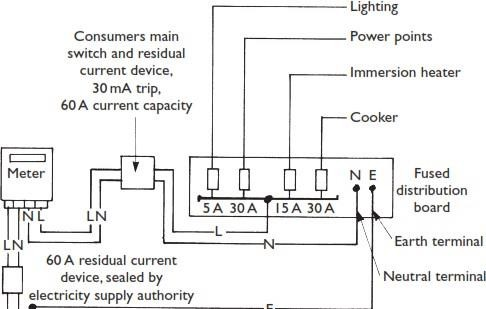 Lighting
Consumers main
switch and residual
current device,
30 mA trip,
60 A current capacity
Power points
Immersion heater
Cooker
Meter
N E
Fused
distribution
board
5 A 30 A 15 A 30 A
N L
L N
L
N
L N
Earth terminal
Neutral terminal
60 A residual current
device, sealed by
electricity supply authority
E